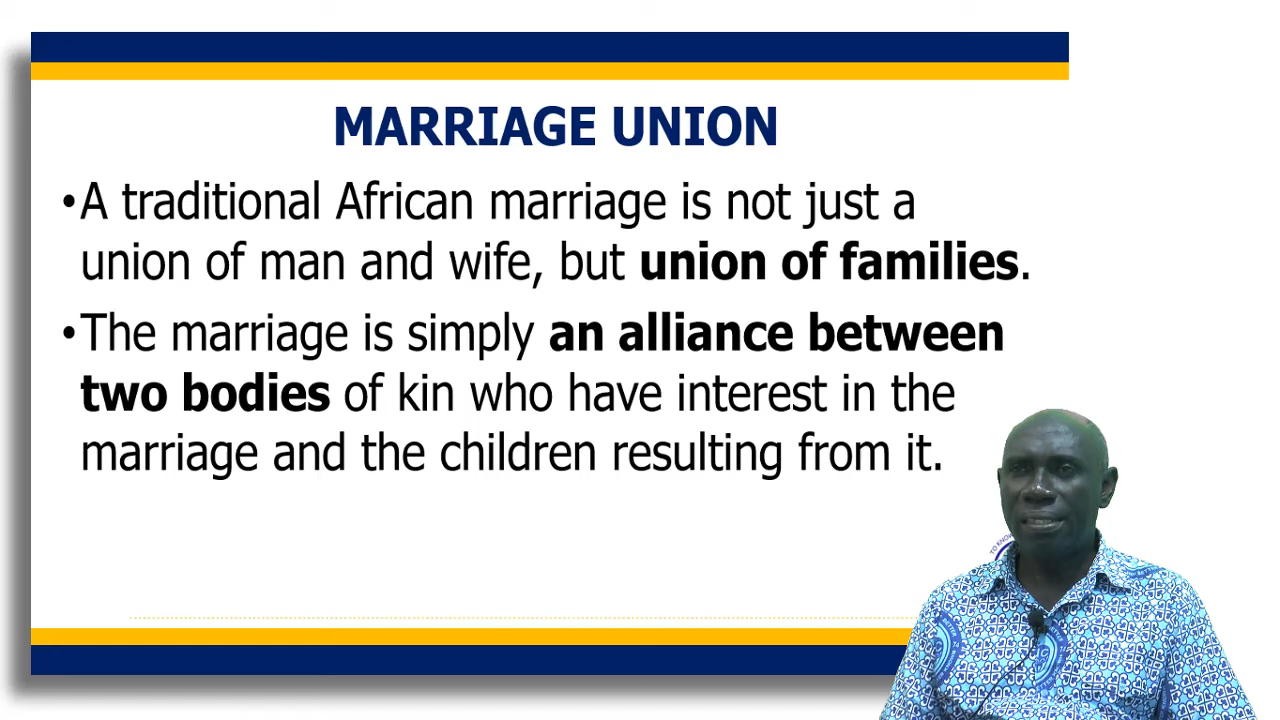 MARRIAGE UNION
•A traditional African marriage is not just a
union of man and wife, but union of families.
•The marriage is simply an alliance between
two bodies of kin who have interest in the
marriage and the children resulting from it.